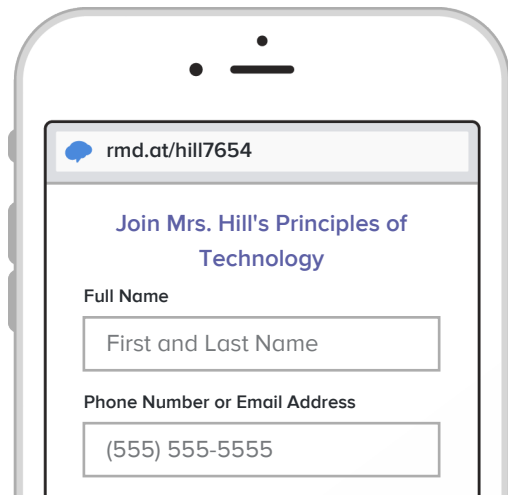 rmd.at/hill7654
Join Mrs. Hill's Principles of
Technology
Full Name
First and Last Name
Phone Number or Email Address
(555) 555-5555